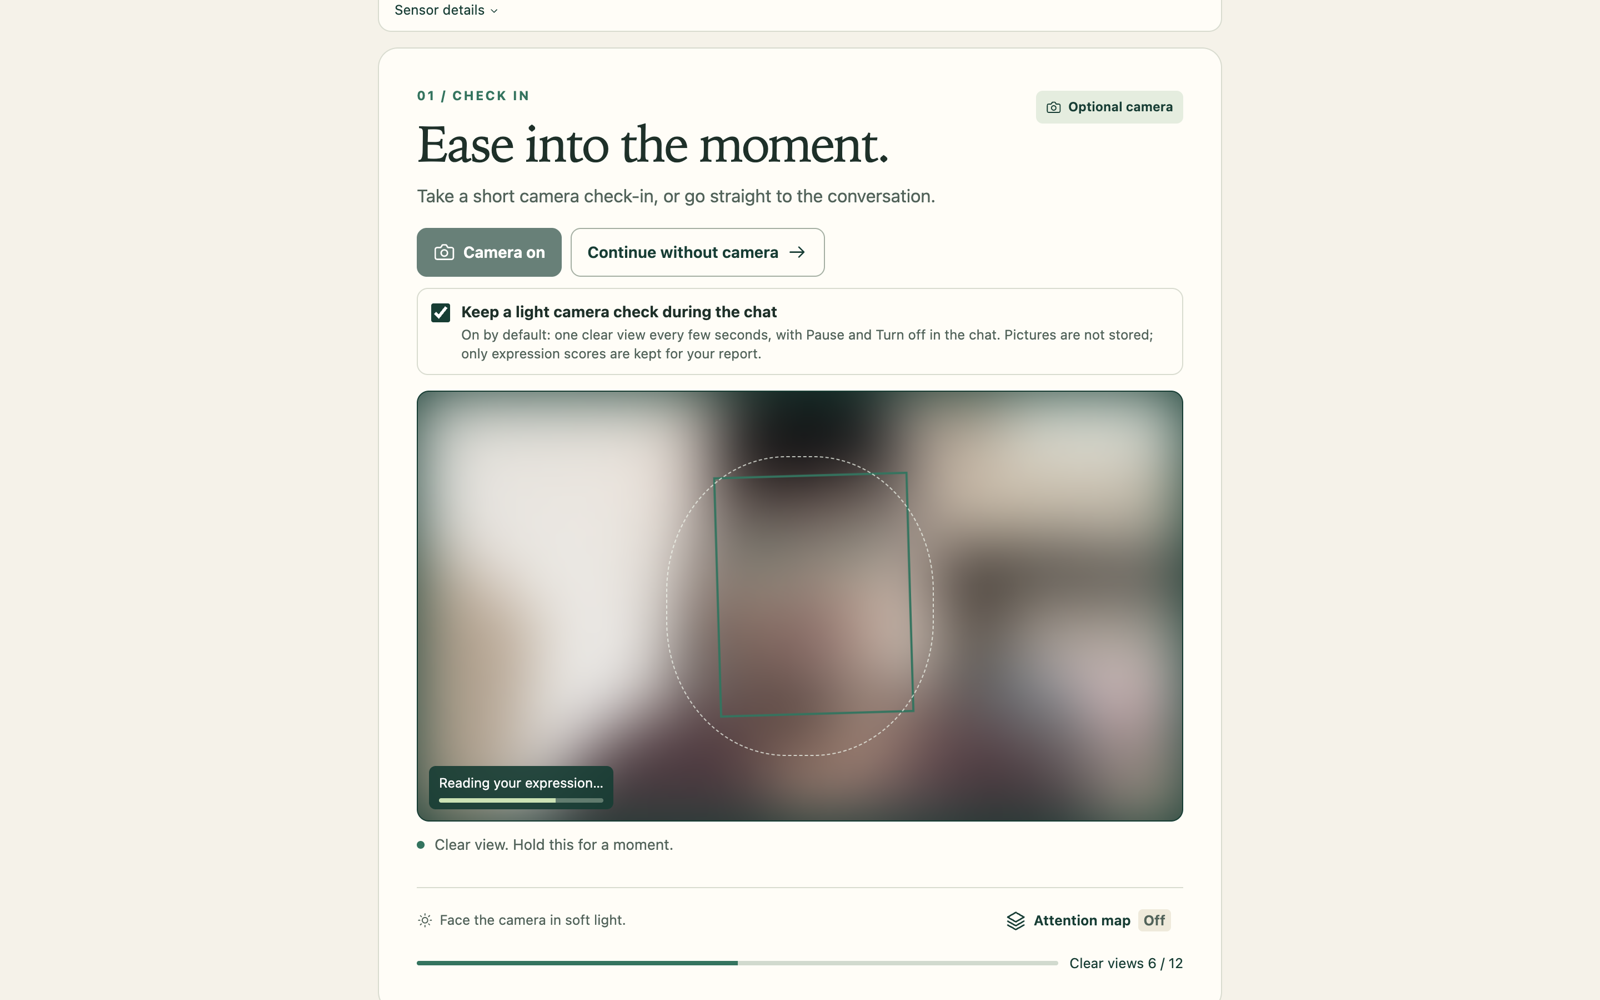 Sensor details
01 / CHECK IN
Optional camera
Ease into the moment.
Take a short camera check-in, or go straight to the conversation.
Camera on
Continue without camera
Keep a light camera check during the chat
On by default: one clear view every few seconds, with Pause and Turn off in the chat. Pictures are not stored;
only expression scores are kept for your report.
Reading your expression...
Clear view. Hold this for a moment.
Face the camera in soft light.
Attention map Off
Clear views 6 / 12